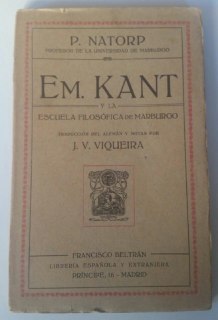 P. NATORP
PROFESOR DE LA UNIVERSIDAD DE MARBURGO
EM. KANT
Y LA
ESCUELA FILOSÓFICA DE MARBURGO
TRADUCCIÓN DEL ALEMÁN Y NOTAS POR
J. V. VIQUEIRA
FRANCISCO BELTRÁN
LIBRERÍA ESPAÑOLA Y EXTRANJERA
PRÍNCIPE, 16 - MADRID